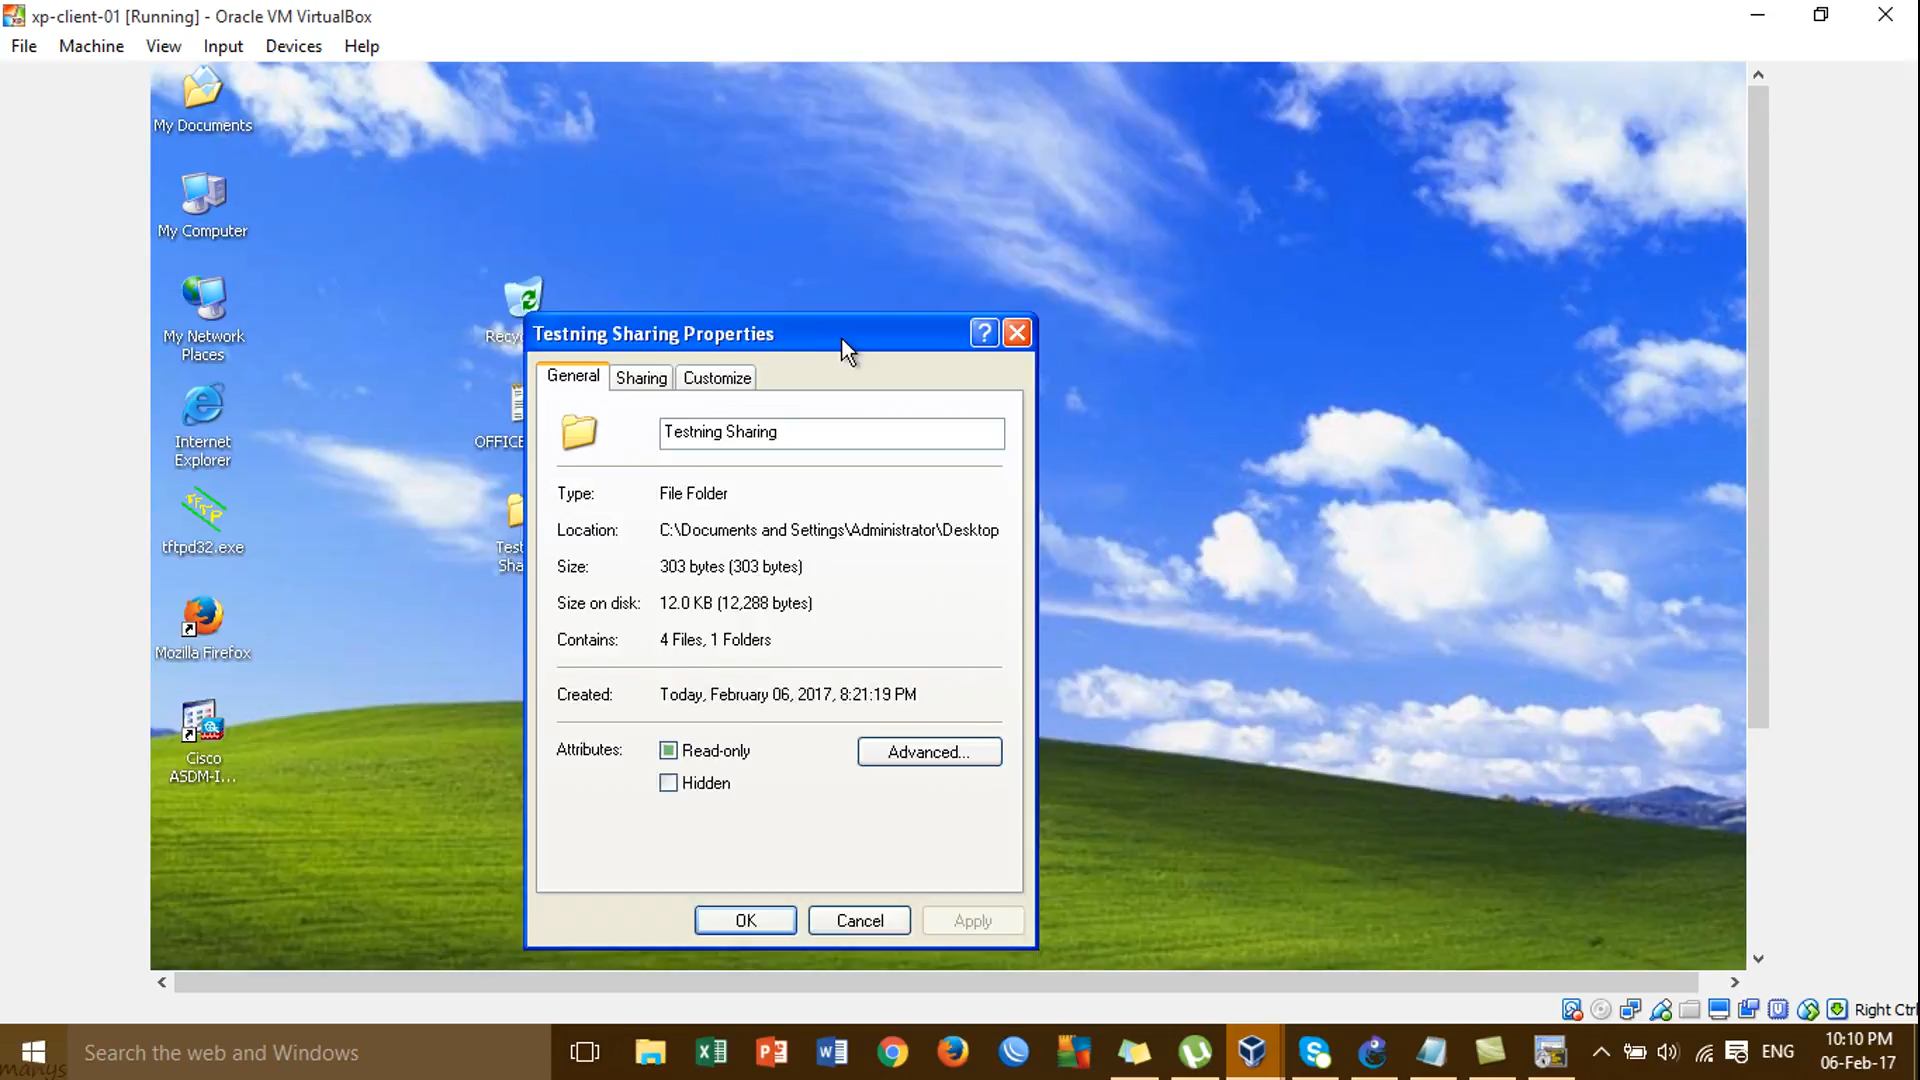 xp-client-01 [Running] - Oracle VM VirtualBox
File Machine View Input Devices Help
My Documents
My Computer
My Network
Places
Internet
Explorer
tftpd32.exe
Mozilla Firefox
Cisco
ASDM-I...
Recy
OFFICE
Test
Sha
Testning Sharing Properties
General Sharing Customize
Testning Sharing
Type: File Folder
Location: C:\Documents and Settings\Administrator\Desktop
Size: 303 bytes (303 bytes)
Size on disk: 12.0 KB (12,288 bytes)
Contains: 4 Files, 1 Folders
Created: Today, February 06, 2017, 8:21:19 PM
Attributes: Read-only Advanced...
Hidden
OK Cancel Apply
Right Ctrl
Search the web and Windows
manys
ENG
10:10 PM
06-Feb-17